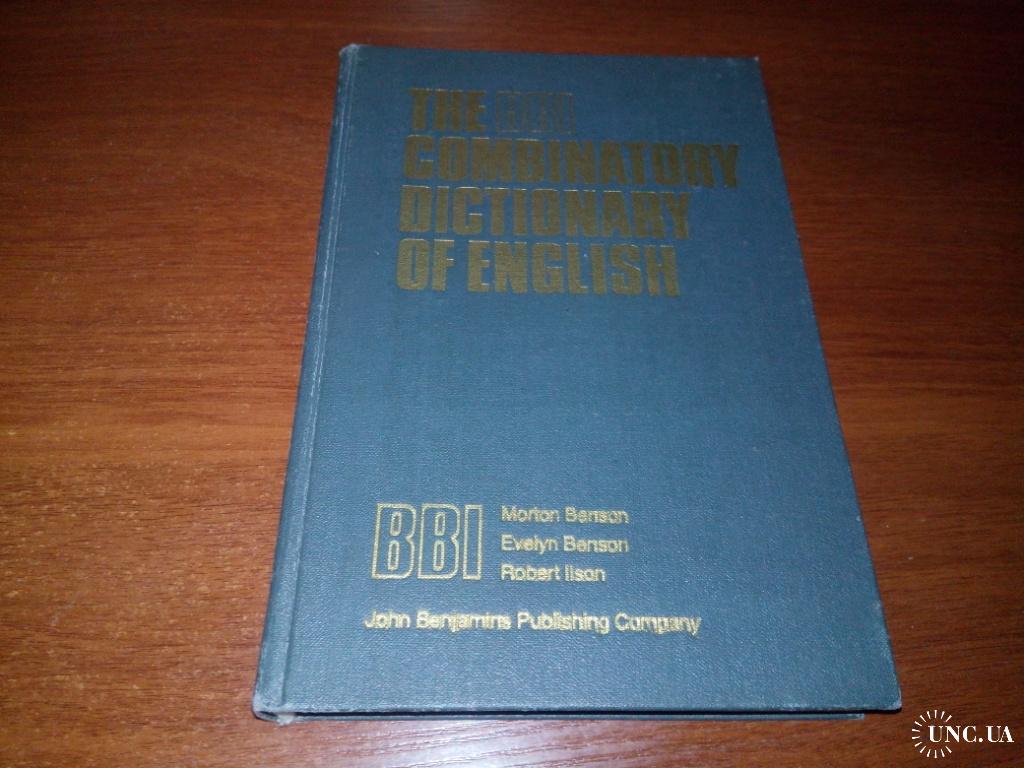 THE BBI
COMBINATORY
DICTIONARY
OF ENGLISH
BBI
Morton Benson
Evelyn Benson
Robert Ilson
John Benjamins Publishing Company
UNC.UA